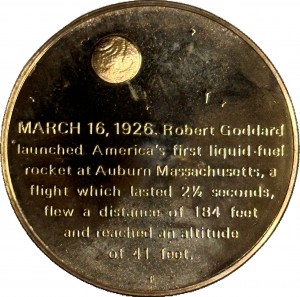 MARCH 16, 1926. Robert Goddard
launched America's first liquid-fuel
rocket at Auburn Massachusetts, a
flight which lasted 2½ seconds,
flew a distance of 184 feet
and reached an altitude
of 41 feet.